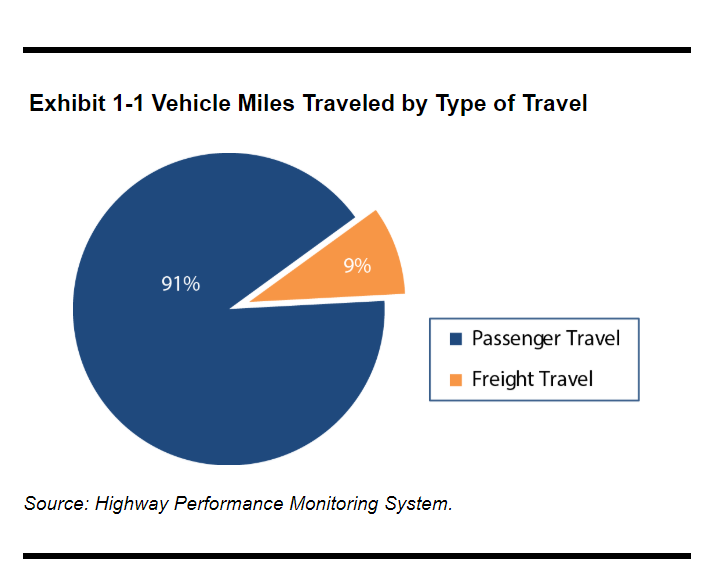 Exhibit 1-1 Vehicle Miles Traveled by Type of Travel
9%
91%
Passenger Travel
Freight Travel
Source: Highway Performance Monitoring System.